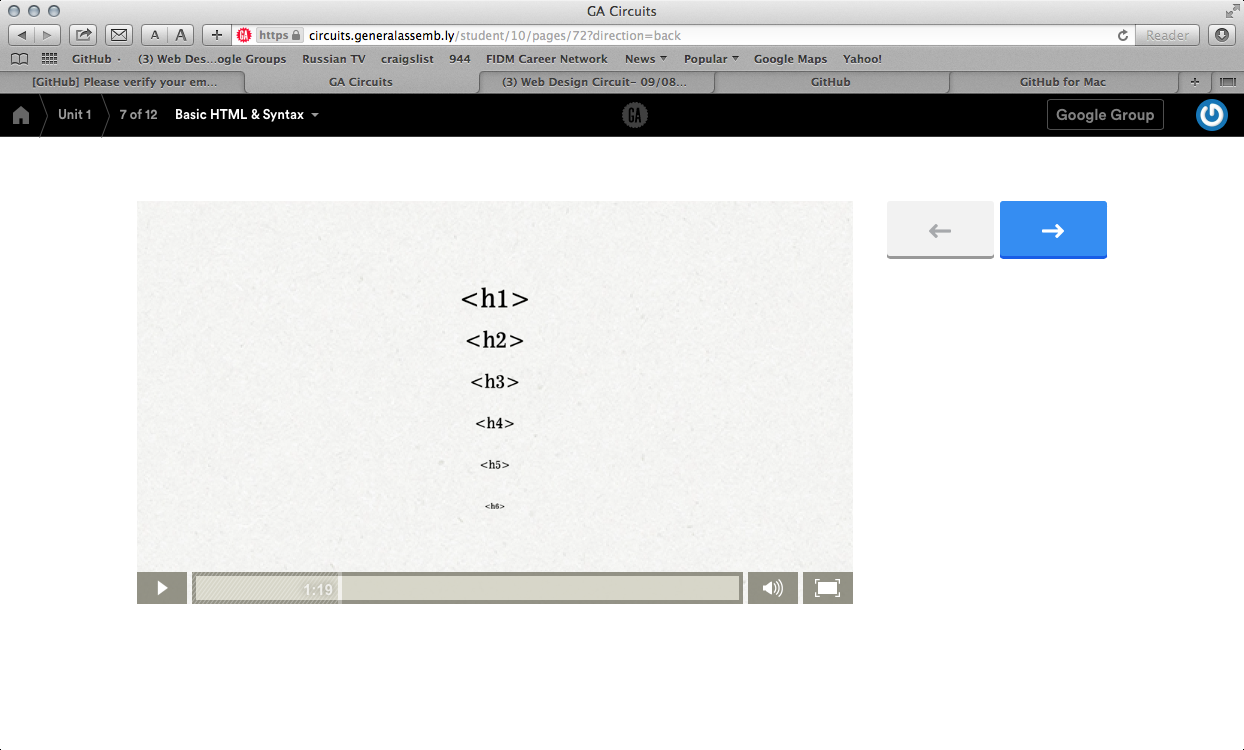 GA Circuits
A A + GA https circuits.generalassemb.ly/student/10/pages/72?direction=back Reader
GitHub · (3) Web Des...ogle Groups Russian TV craigslist 944 FIDM Career Network News Popular Google Maps Yahoo!
[GitHub] Please verify your em... GA Circuits (3) Web Design Circuit– 09/08... GitHub GitHub for Mac +
Unit 1 7 of 12 Basic HTML & Syntax GA Google Group
<h1>
<h2>
<h3>
<h4>
<h5>
<h6>
1:19